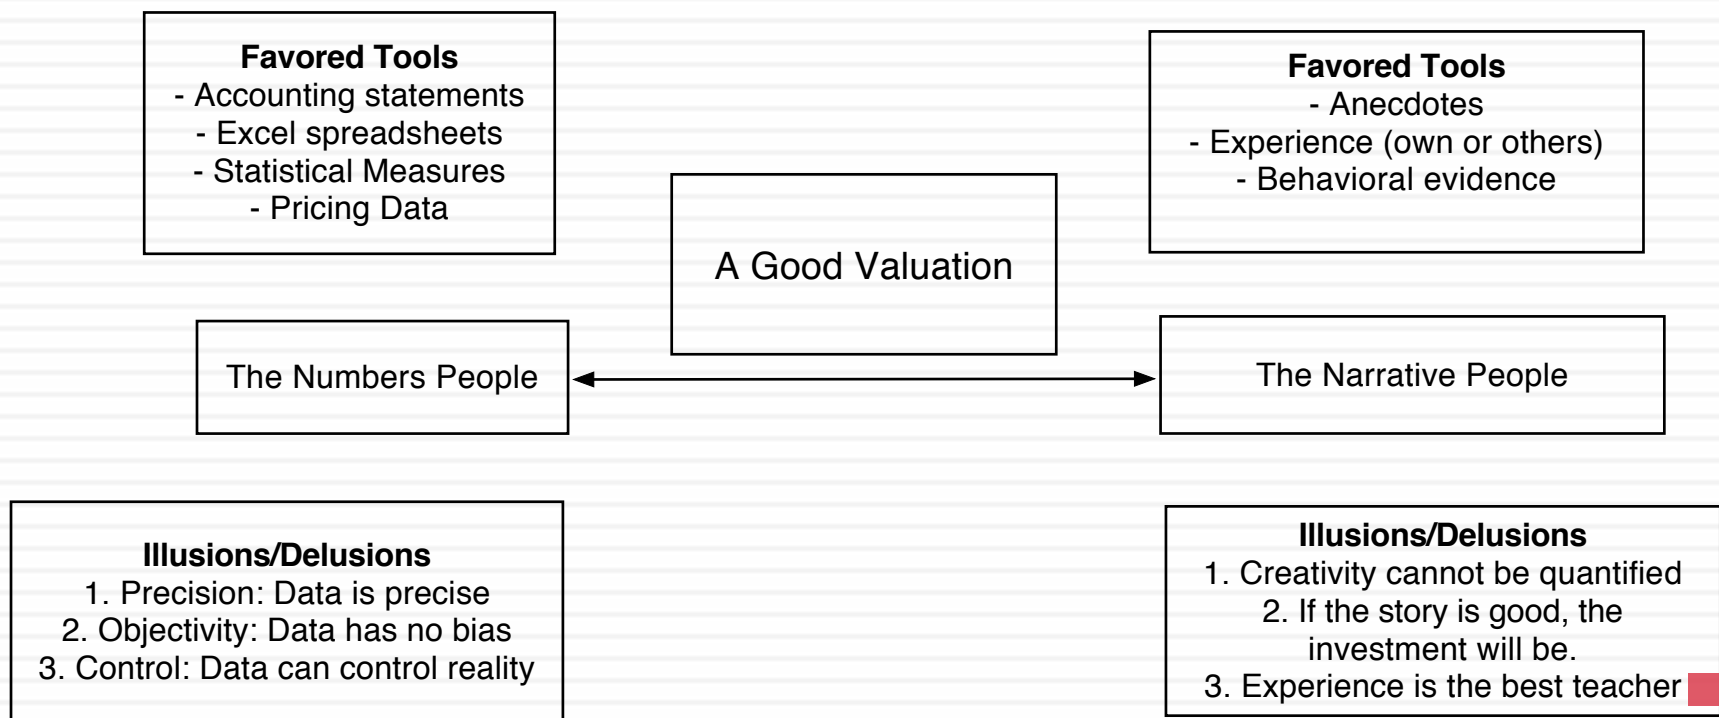 Favored Tools
- Accounting statements
- Excel spreadsheets
- Statistical Measures
- Pricing Data
Favored Tools
- Anecdotes
- Experience (own or others)
- Behavioral evidence
A Good Valuation
The Numbers People
The Narrative People
Illusions/Delusions
1. Precision: Data is precise
2. Objectivity: Data has no bias
3. Control: Data can control reality
Illusions/Delusions
1. Creativity cannot be quantified
2. If the story is good, the
investment will be.
3. Experience is the best teacher